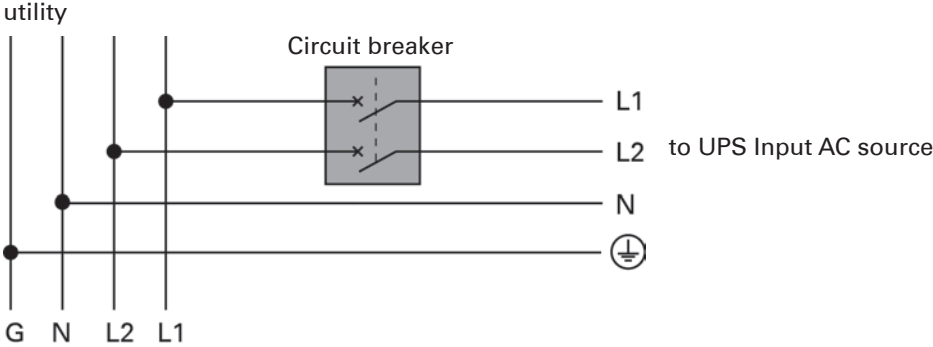 utility
Circuit breaker
L1
L2 to UPS Input AC source
N
G N L2 L1